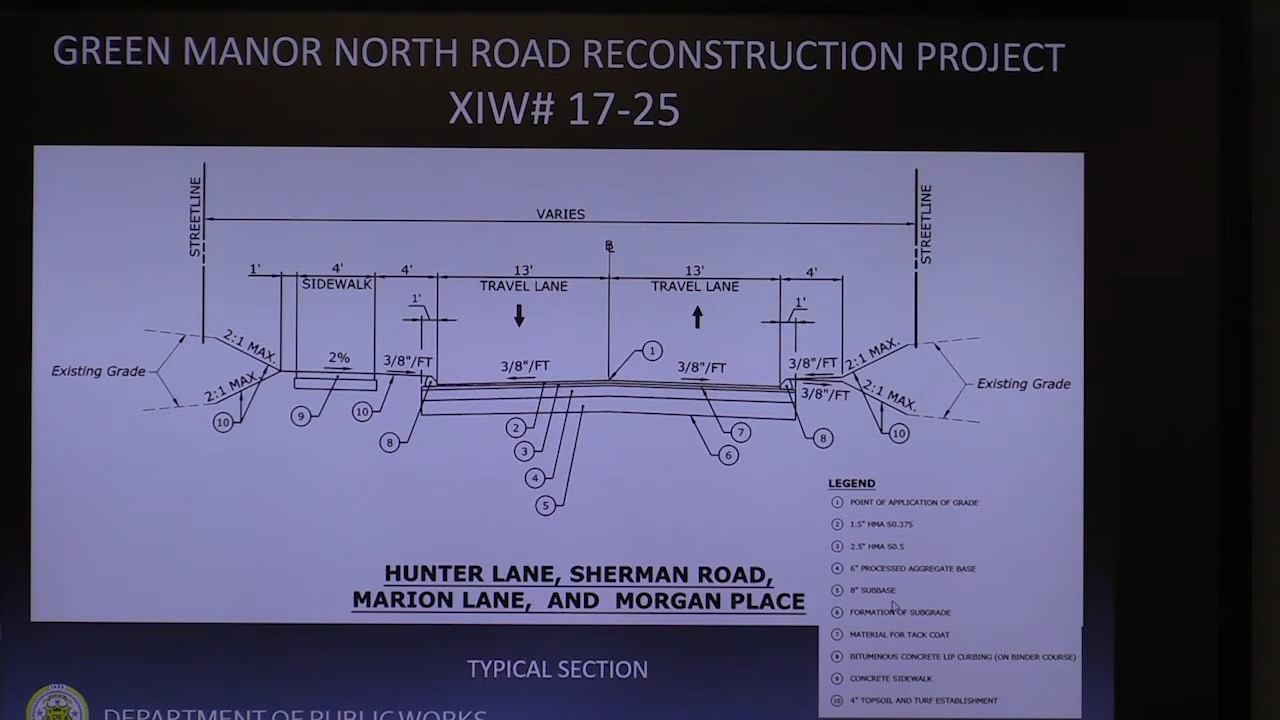 GREEN MANOR NORTH ROAD RECONSTRUCTION PROJECT
XIW# 17-25
STREETLINE
VARIES
STREETLINE
1'
4'
SIDEWALK
4'
13'
TRAVEL LANE
13'
TRAVEL LANE
4'
1'
1'
2:1 MAX.
2%
3/8"/FT
3/8"/FT
1
3/8"/FT
3/8"/FT
2:1 MAX.
Existing Grade
2:1 MAX.
3/8"/FT
2:1 MAX.
Existing Grade
10
9
10
8
2
3
4
5
7
6
8
10
LEGEND
1 POINT OF APPLICATION OF GRADE
2 1.5" HMA S0.375
3 2.5" HMA S0.5
4 6" PROCESSED AGGREGATE BASE
5 8" SUBBASE
6 FORMATION OF SUBGRADE
7 MATERIAL FOR TACK COAT
8 BITUMINOUS CONCRETE LIP CURBING (ON BINDER COURSE)
9 CONCRETE SIDEWALK
10 4" TOPSOIL AND TURF ESTABLISHMENT
HUNTER LANE, SHERMAN ROAD,
MARION LANE, AND MORGAN PLACE
TYPICAL SECTION
DEPARTMENT OF PUBLIC WORKS